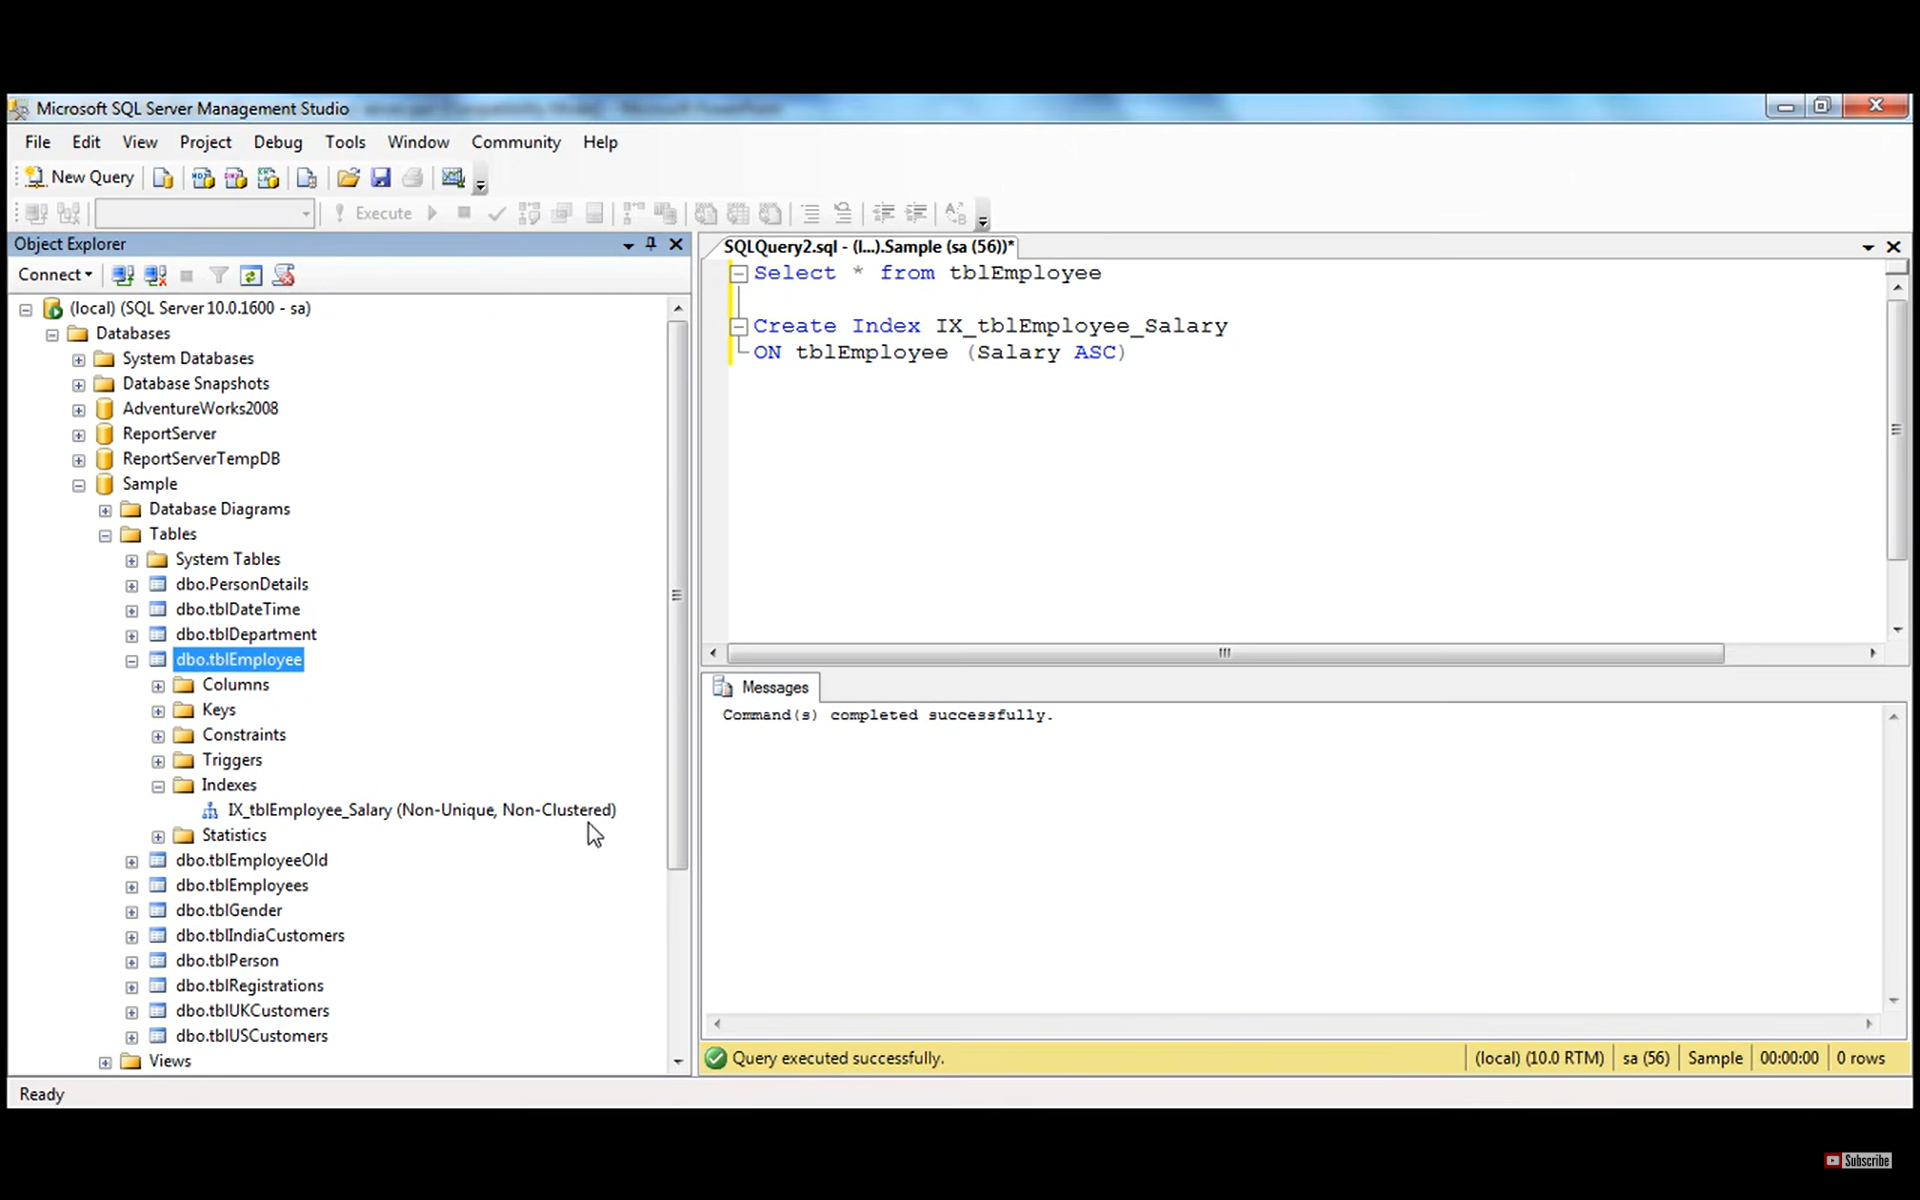 Microsoft SQL Server Management Studio
File Edit View Project Debug Tools Window Community Help
New Query
Execute
Object Explorer
Connect
(local) (SQL Server 10.0.1600 - sa)
Databases
System Databases
Database Snapshots
AdventureWorks2008
ReportServer
ReportServerTempDB
Sample
Database Diagrams
Tables
System Tables
dbo.PersonDetails
dbo.tblDateTime
dbo.tblDepartment
dbo.tblEmployee
Columns
Keys
Constraints
Triggers
Indexes
IX_tblEmployee_Salary (Non-Unique, Non-Clustered)
Statistics
dbo.tblEmployeeOld
dbo.tblEmployees
dbo.tblGender
dbo.tblIndiaCustomers
dbo.tblPerson
dbo.tblRegistrations
dbo.tblUKCustomers
dbo.tblUSCustomers
Views
SQLQuery2.sql - (l...).Sample (sa (56))*
Select * from tblEmployee
Create Index IX_tblEmployee_Salary
ON tblEmployee (Salary ASC)
Messages
Command(s) completed successfully.
Query executed successfully. (local) (10.0 RTM) sa (56) Sample 00:00:00 0 rows
Ready
Subscribe